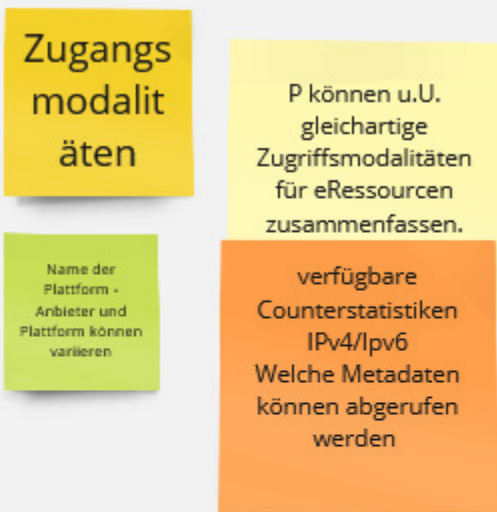 Zugangs
modalit
äten
P können u.U.
gleichartige
Zugriffsmodalitäten
für eRessourcen
zusammenfassen.
Name der
Plattform -
Anbieter und
Plattform können
variieren
verfügbare
Counterstatistiken
IPv4/Ipv6
Welche Metadaten
können abgerufen
werden